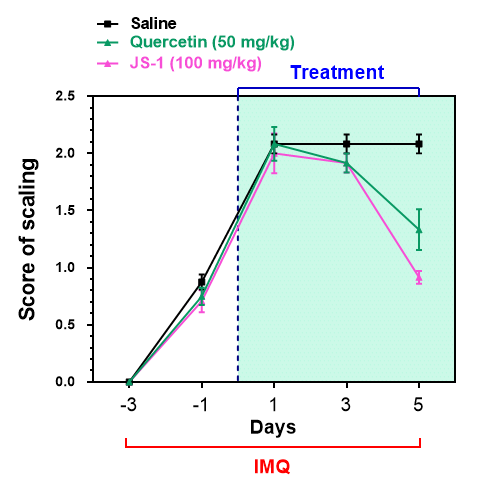 Saline
Quercetin (50 mg/kg)
JS-1 (100 mg/kg)
Treatment
2.5
2.0
1.5
1.0
0.5
0.0
Score of scaling
-3 -1 1 3 5
Days
IMQ